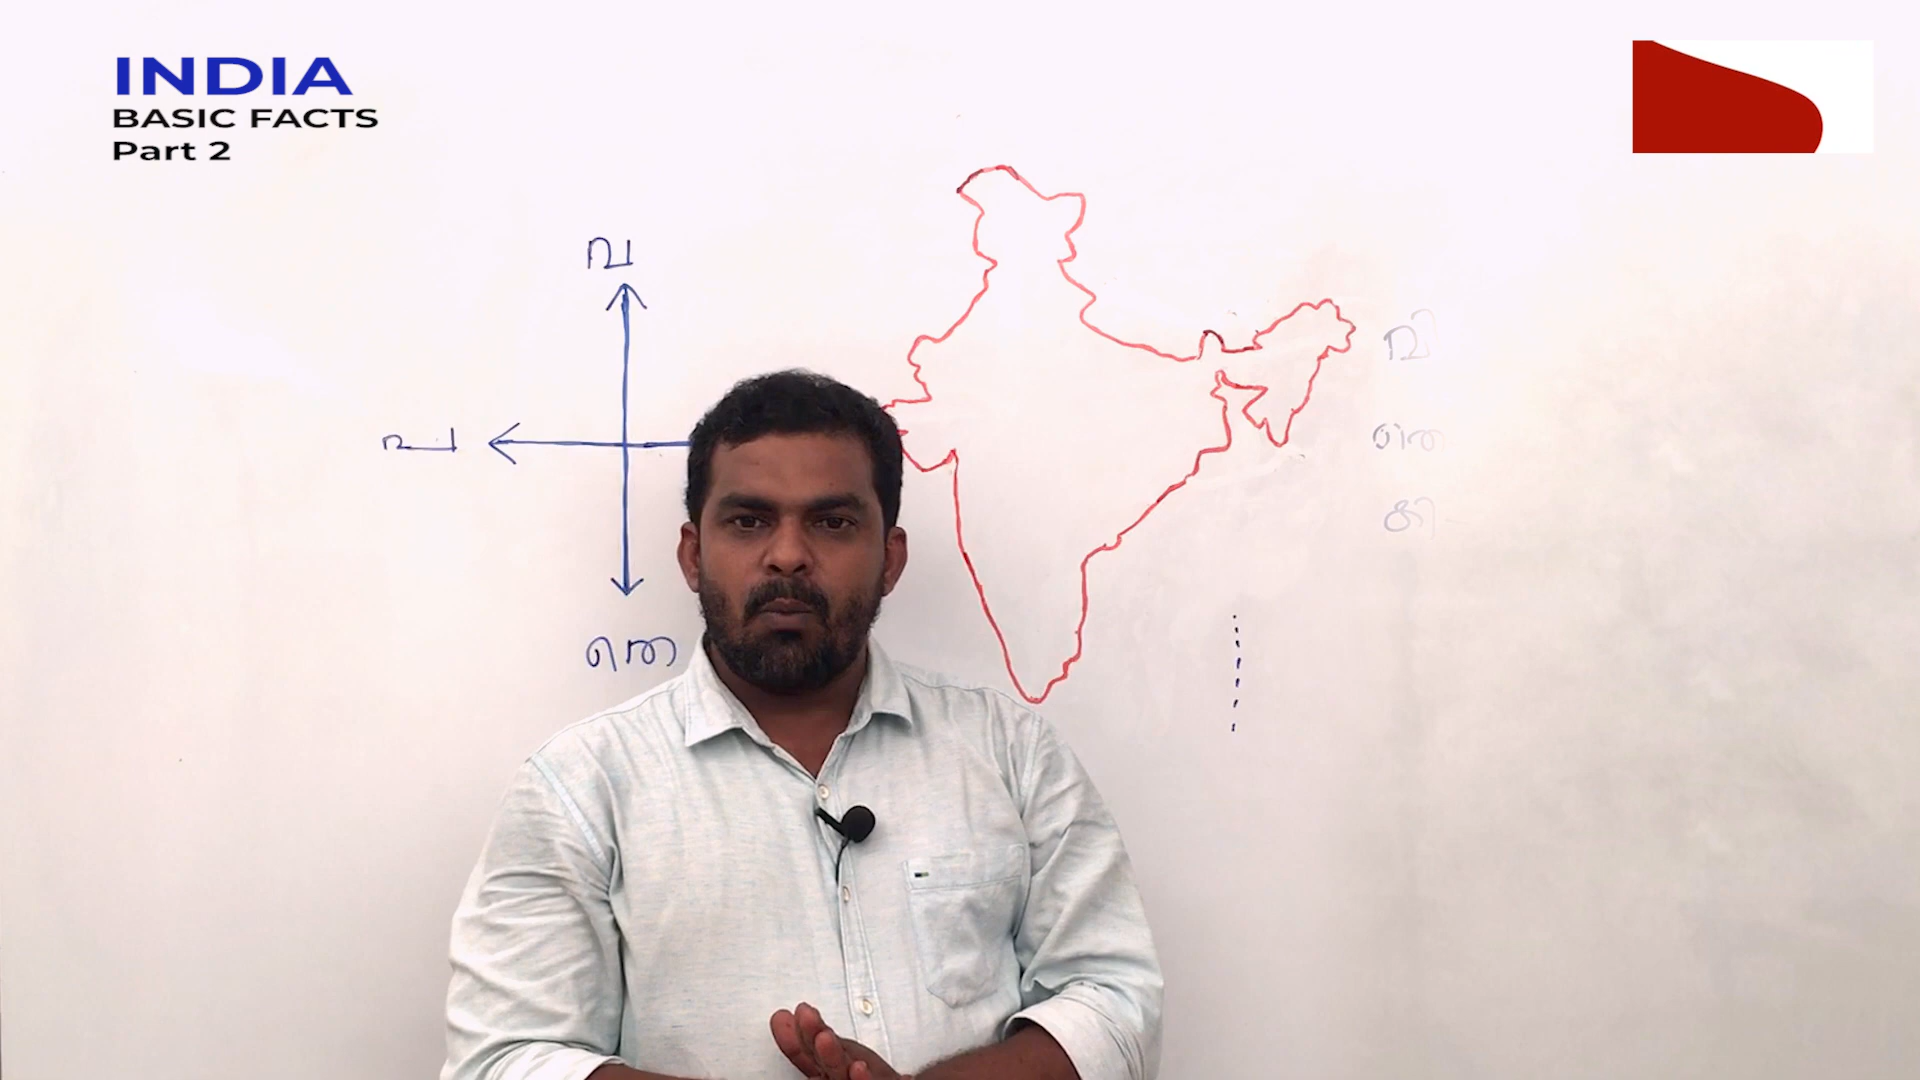 INDIA
BASIC FACTS
Part 2
വ
പ
തെ
വി
തെ
കി